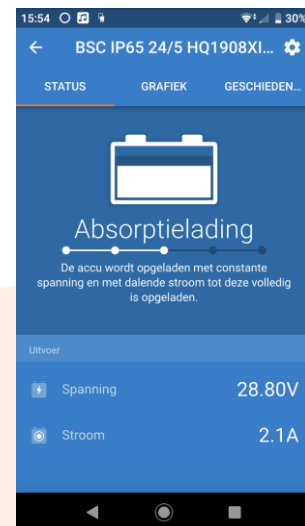 15:54 30%
BSC IP65 24/5 HQ1908XI...
STATUS GRAFIEK GESCHIEDEN...
Absorptielading
De accu wordt opgeladen met constante
spanning en met dalende stroom tot deze volledig
is opgeladen.
Uitvoer
Spanning 28.80V
Stroom 2.1A